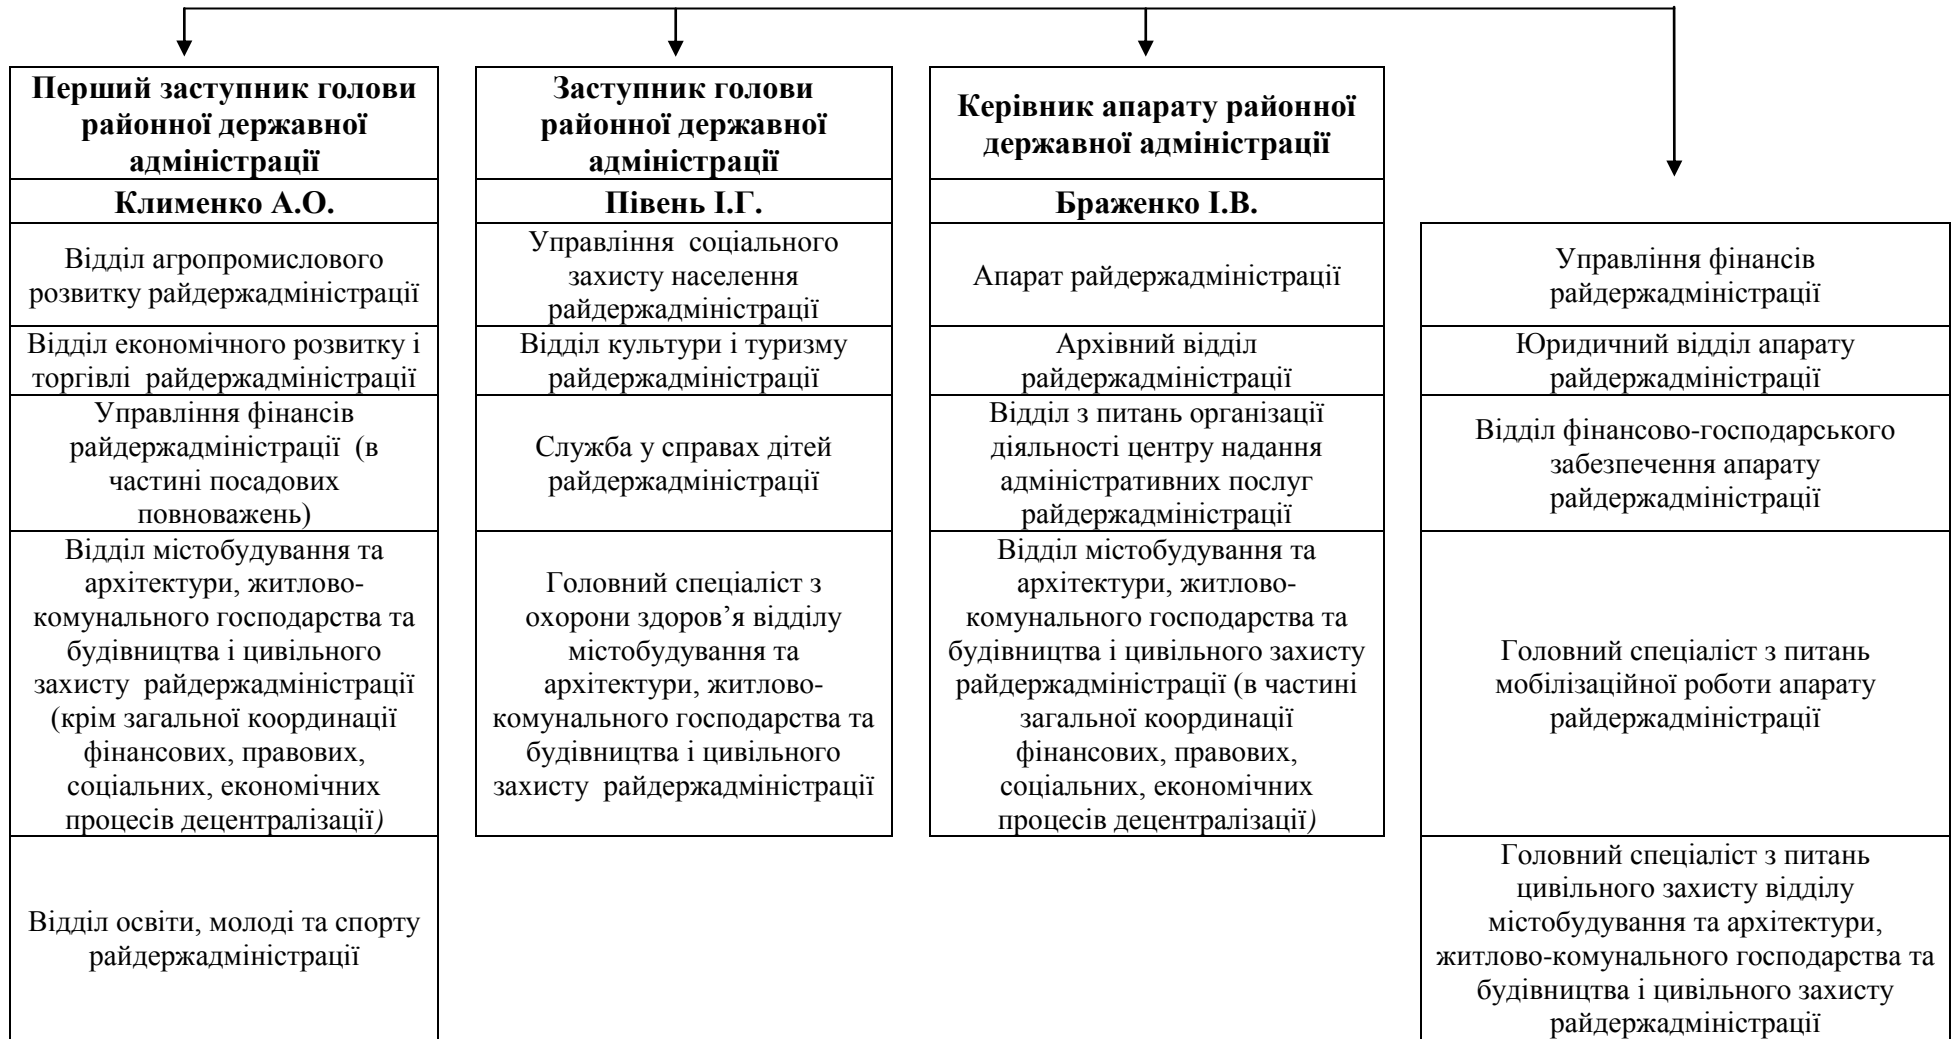 Перший заступник голови
районної державної
адміністрації
Клименко А.О.
Відділ агропромислового
розвитку райдержадміністрації
Відділ економічного розвитку і
торгівлі райдержадміністрації
Управління фінансів
райдержадміністрації (в
частині посадових
повноважень)
Відділ містобудування та
архітектури, житлово-
комунального господарства та
будівництва і цивільного
захисту райдержадміністрації
(крім загальної координації
фінансових, правових,
соціальних, економічних
процесів децентралізації)
Відділ освіти, молоді та спорту
райдержадміністрації
Заступник голови
районної державної
адміністрації
Півень І.Г.
Управління соціального
захисту населення
райдержадміністрації
Відділ культури і туризму
райдержадміністрації
Служба у справах дітей
райдержадміністрації
Головний спеціаліст з
охорони здоров’я відділу
містобудування та
архітектури, житлово-
комунального господарства та
будівництва і цивільного
захисту райдержадміністрації
Керівник апарату районної
державної адміністрації
Браженко І.В.
Апарат райдержадміністрації
Архівний відділ
райдержадміністрації
Відділ з питань організації
діяльності центру надання
адміністративних послуг
райдержадміністрації
Відділ містобудування та
архітектури, житлово-
комунального господарства та
будівництва і цивільного захисту
райдержадміністрації (в частині
загальної координації
фінансових, правових,
соціальних, економічних
процесів децентралізації)
Управління фінансів
райдержадміністрації
Юридичний відділ апарату
райдержадміністрації
Відділ фінансово-господарського
забезпечення апарату
райдержадміністрації
Головний спеціаліст з питань
мобілізаційної роботи апарату
райдержадміністрації
Головний спеціаліст з питань
цивільного захисту відділу
містобудування та архітектури,
житлово-комунального господарства та
будівництва і цивільного захисту
райдержадміністрації